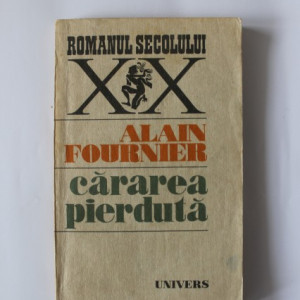 ROMANUL SECOLULUI
XX
ALAIN
FOURNIER
cărarea
pierdută
UNIVERS